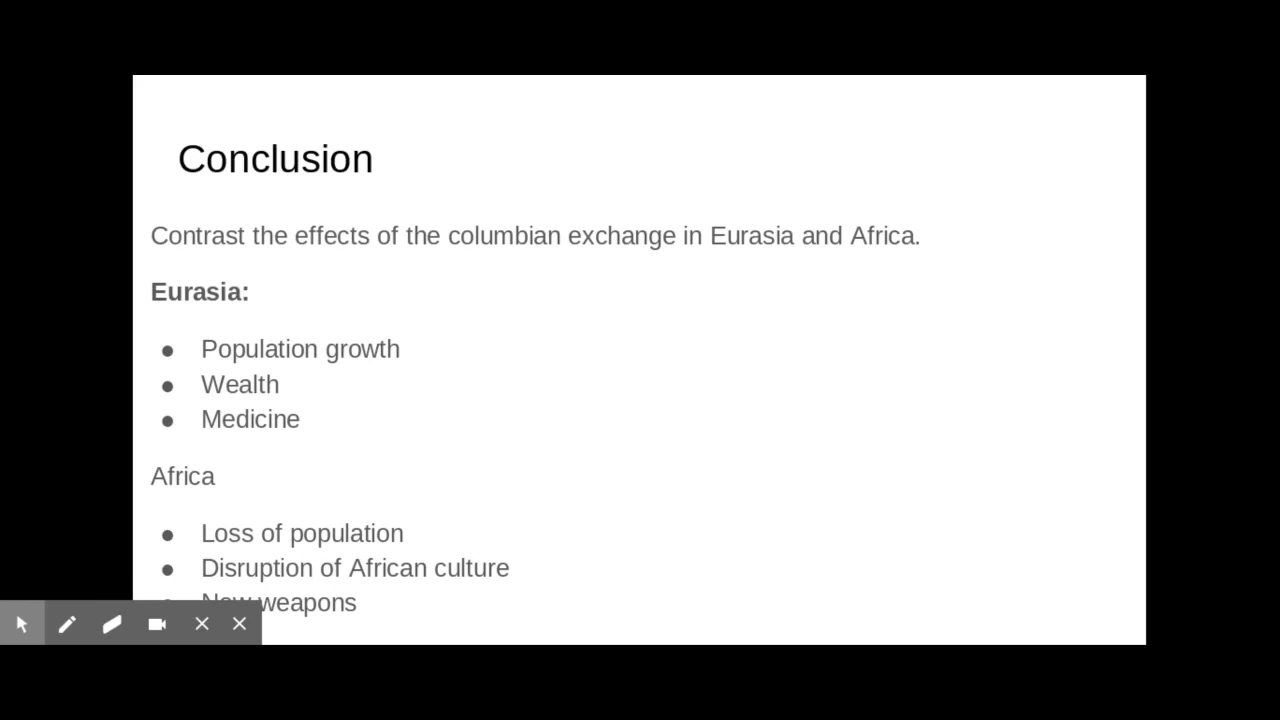 Conclusion
Contrast the effects of the columbian exchange in Eurasia and Africa.
Eurasia:
● Population growth
● Wealth
● Medicine
Africa
● Loss of population
● Disruption of African culture
● New weapons